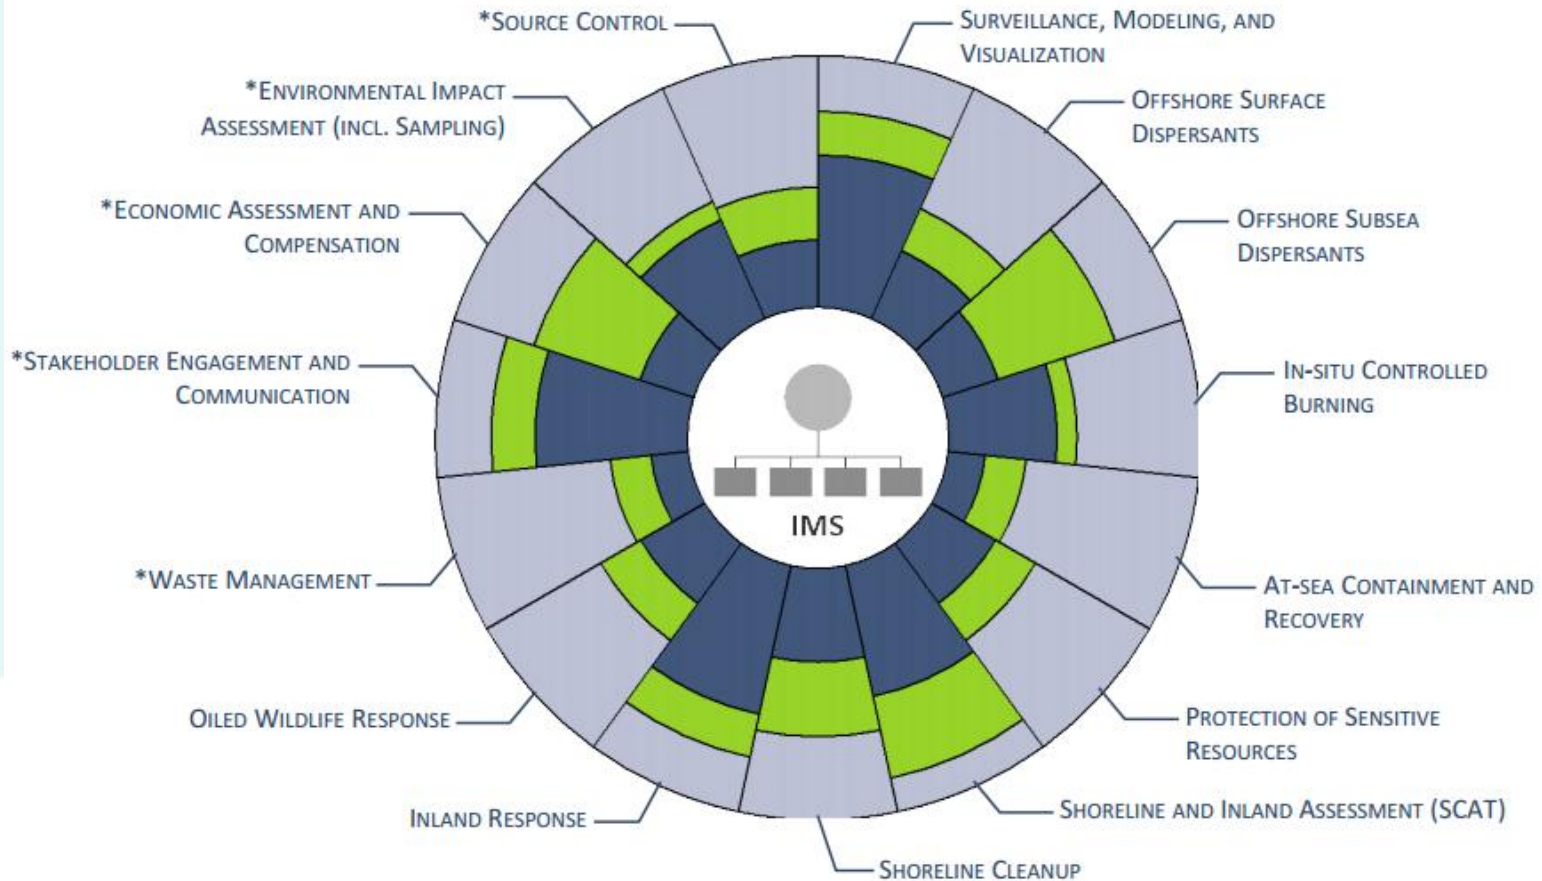 *SOURCE CONTROL
SURVEILLANCE, MODELING, AND
VISUALIZATION
*ENVIRONMENTAL IMPACT
ASSESSMENT (INCL. SAMPLING)
OFFSHORE SURFACE
DISPERSANTS
*ECONOMIC ASSESSMENT AND
COMPENSATION
OFFSHORE SUBSEA
DISPERSANTS
*STAKEHOLDER ENGAGEMENT AND
COMMUNICATION
IN-SITU CONTROLLED
BURNING
IMS
*WASTE MANAGEMENT
AT-SEA CONTAINMENT AND
RECOVERY
OILED WILDLIFE RESPONSE
PROTECTION OF SENSITIVE
RESOURCES
INLAND RESPONSE
SHORELINE AND INLAND ASSESSMENT (SCAT)
SHORELINE CLEANUP